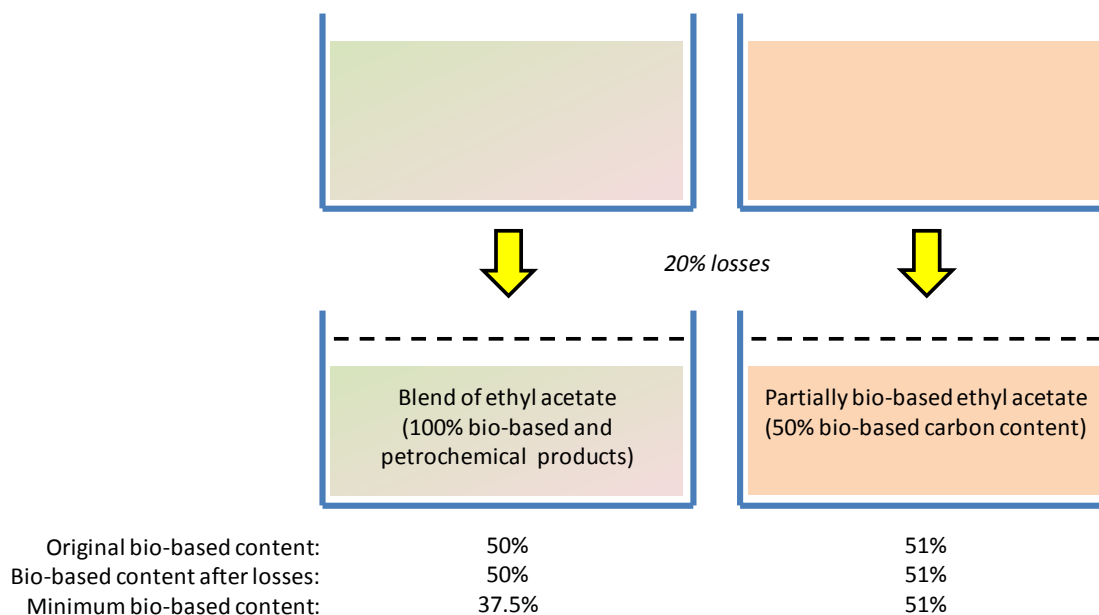 20% losses
Blend of ethyl acetate
(100% bio-based and
petrochemical products)
Partially bio-based ethyl acetate
(50% bio-based carbon content)
Original bio-based content: 50% 51%
Bio-based content after losses: 50% 51%
Minimum bio-based content: 37.5% 51%